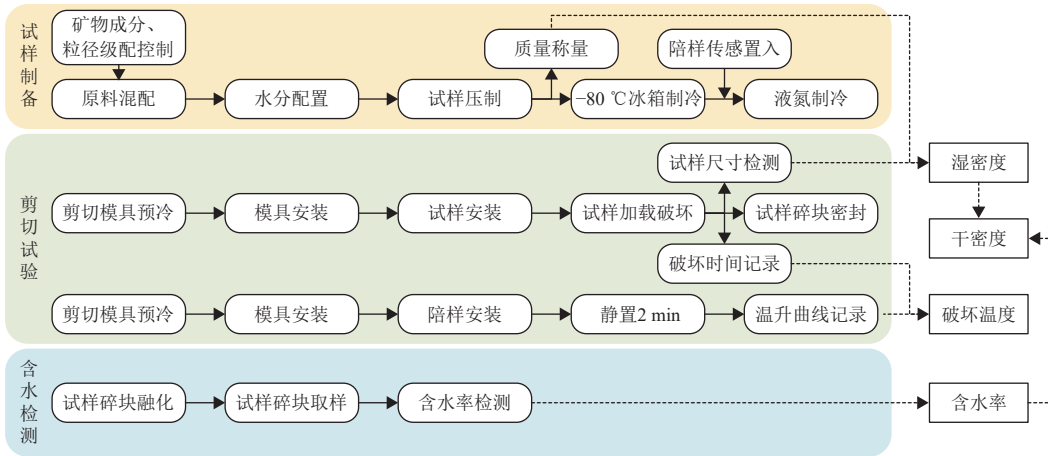 试样制备
矿物成分、
粒径级配控制
质量称量
陪样传感置入
原料混配
水分配置
试样压制
−80 ℃冰箱制冷
液氮制冷
剪切试验
试样尺寸检测
湿密度
剪切模具预冷
模具安装
试样安装
试样加载破坏
试样碎块密封
干密度
破坏时间记录
剪切模具预冷
模具安装
陪样安装
静置2 min
温升曲线记录
破坏温度
含水检测
试样碎块融化
试样碎块取样
含水率检测
含水率